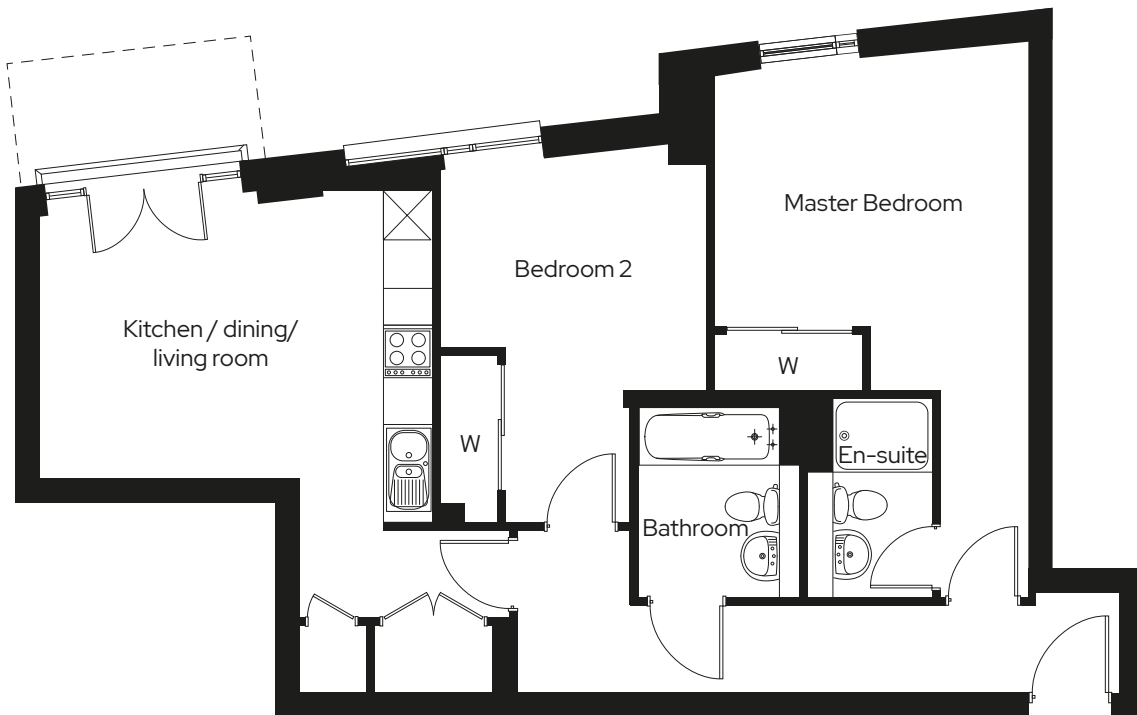 Master Bedroom
Bedroom 2
Kitchen / dining/
living room
W
W
En-suite
Bathroom